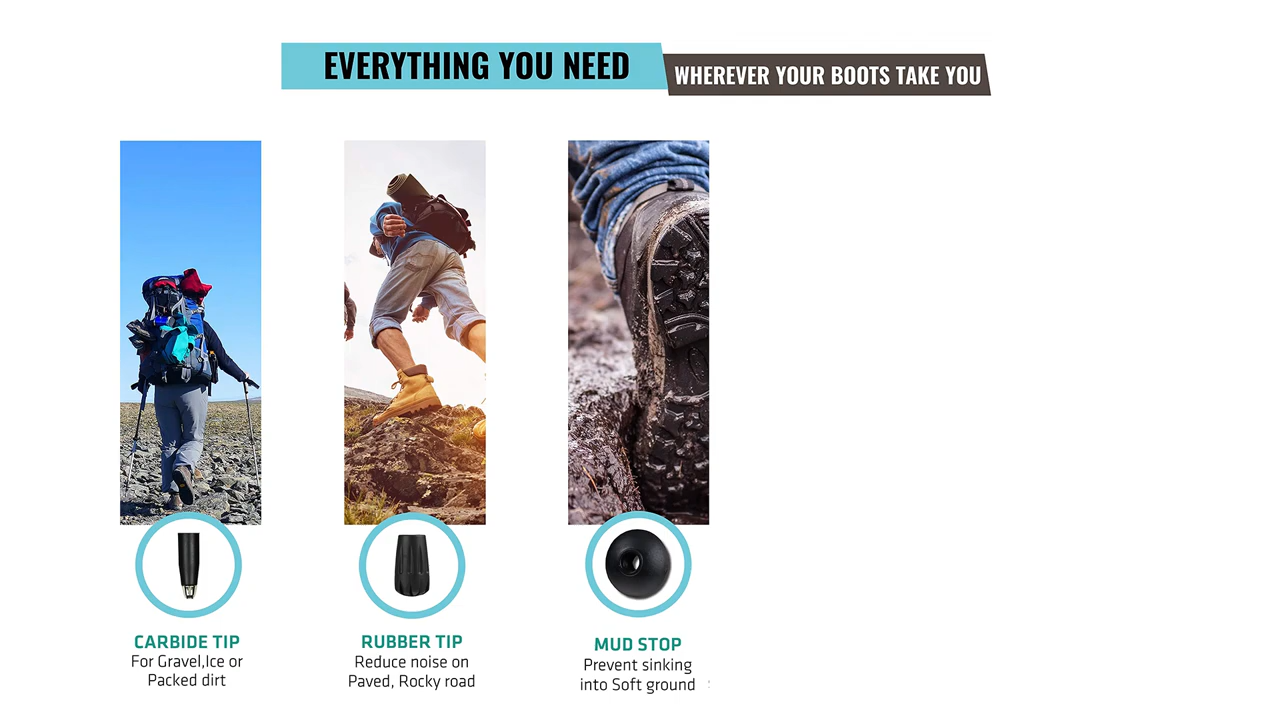 EVERYTHING YOU NEED
WHEREVER YOUR BOOTS TAKE YOU
CARBIDE TIP
For Gravel,Ice or
Packed dirt
RUBBER TIP
Reduce noise on
Paved, Rocky road
MUD STOP
Prevent sinking
into Soft ground